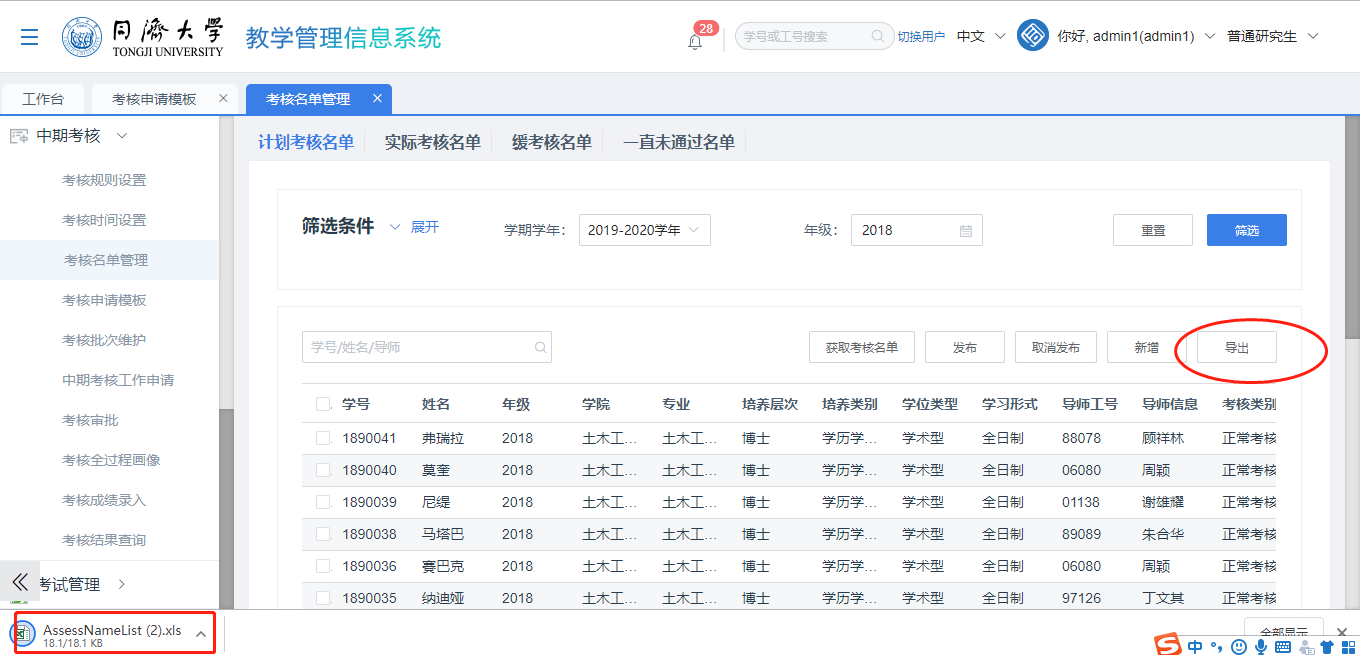 同濟大学
TONGJI UNIVERSITY
教学管理信息系统
28
学号或工号搜索
切换用户
中文
你好, admin1(admin1)
普通研究生
工作台
考核申请模板
考核名单管理
中期考核
考核规则设置
考核时间设置
考核名单管理
考核申请模板
考核批次维护
中期考核工作申请
考核审批
考核全过程画像
考核成绩录入
考核结果查询
考试管理
计划考核名单 实际考核名单 缓考核名单 一直未通过名单
筛选条件 展开 学期学年: 2019-2020学年 年级: 2018 重置 筛选
学号/姓名/导师 获取考核名单 发布 取消发布 新增 导出
学号 姓名 年级 学院 专业 培养层次 培养类别 学位类型 学习形式 导师工号 导师信息 考核类别
1890041 弗瑞拉 2018 土木工... 土木工... 博士 学历学... 学术型 全日制 88078 顾祥林 正常考核
1890040 莫奎 2018 土木工... 土木工... 博士 学历学... 学术型 全日制 06080 周颖 正常考核
1890039 尼缇 2018 土木工... 土木工... 博士 学历学... 学术型 全日制 01138 谢雄耀 正常考核
1890038 马塔巴 2018 土木工... 土木工... 博士 学历学... 学术型 全日制 89089 朱合华 正常考核
1890036 赛巴克 2018 土木工... 土木工... 博士 学历学... 学术型 全日制 06080 周颖 正常考核
1890035 纳迪娅 2018 土木工... 土木工... 博士 学历学... 学术型 全日制 97126 丁文其 正常考核
AssessNameList (2).xls
18.1/18.1 KB
全部显示
中